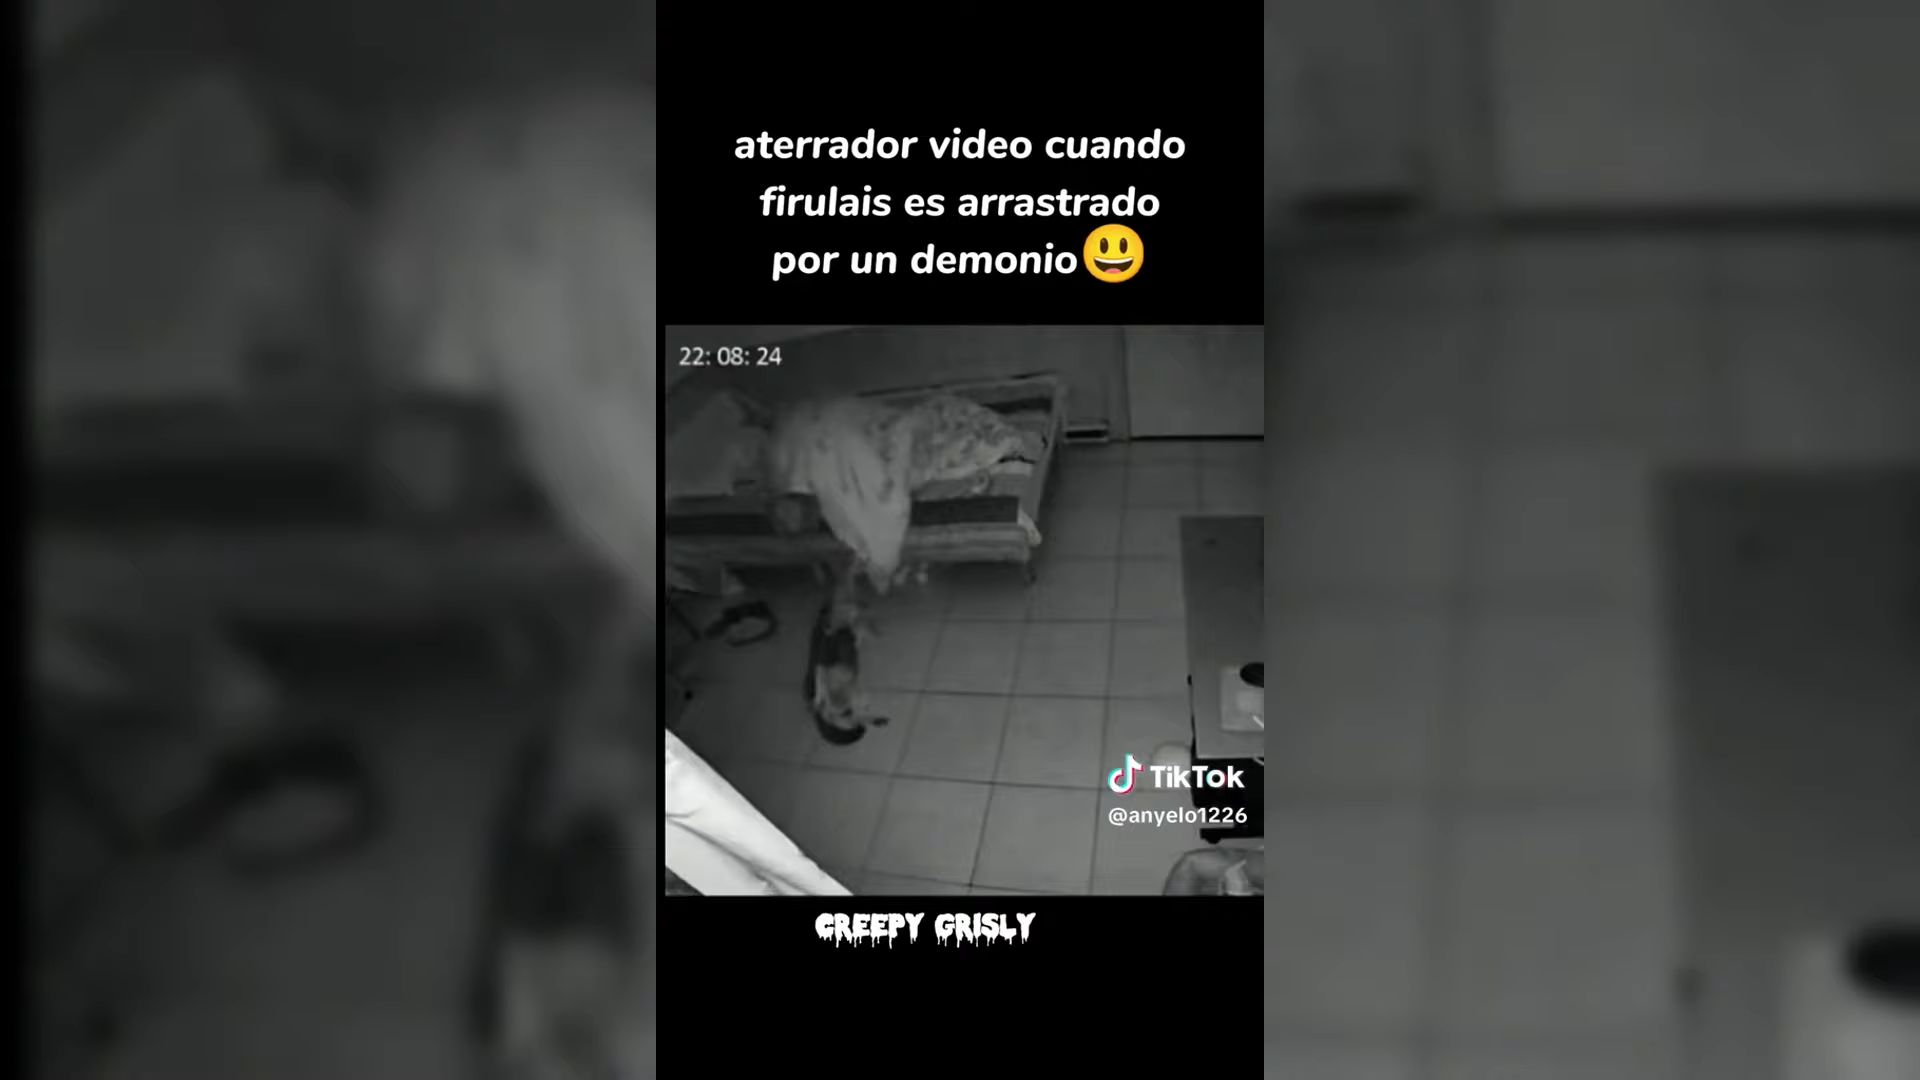 aterrador video cuando
firulais es arrastrado
por un demonio😃
22: 08: 24
TikTok
@anyelo1226
CREEPY GRISLY